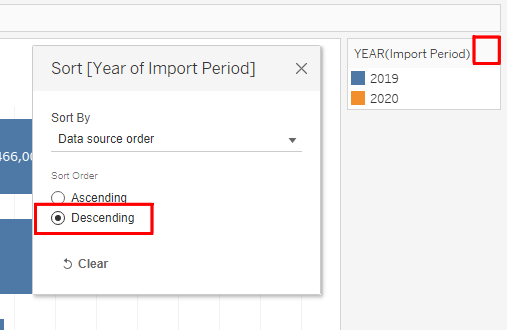 Sort [Year of Import Period]
Sort By
Data source order
Sort Order
Ascending
Descending
Clear
YEAR(Import Period)
2019
2020
466,00